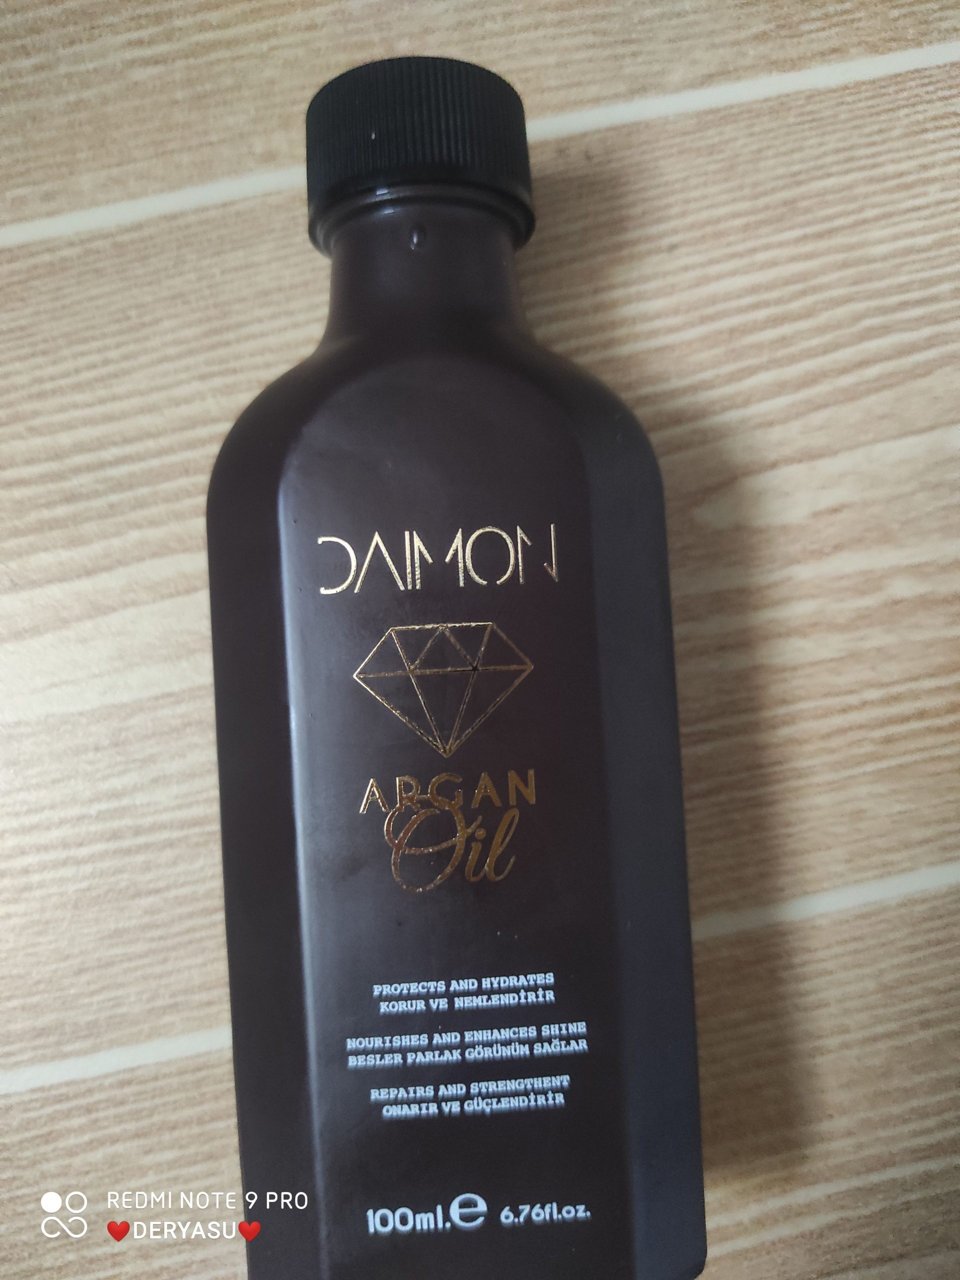 DAIMON
ARGAN
Oil
PROTECTS AND HYDRATES
KORUR VE NEMLENDİRİR
NOURISHES AND ENHANCES SHINE
BESLER PARLAK GÖRÜNÜM SAĞLAR
REPAIRS AND STRENGTHENT
ONARIR VE GÜÇLENDİRİR
100ml.e 6.76fl.oz.
REDMI NOTE 9 PRO
❤️DERYASU❤️